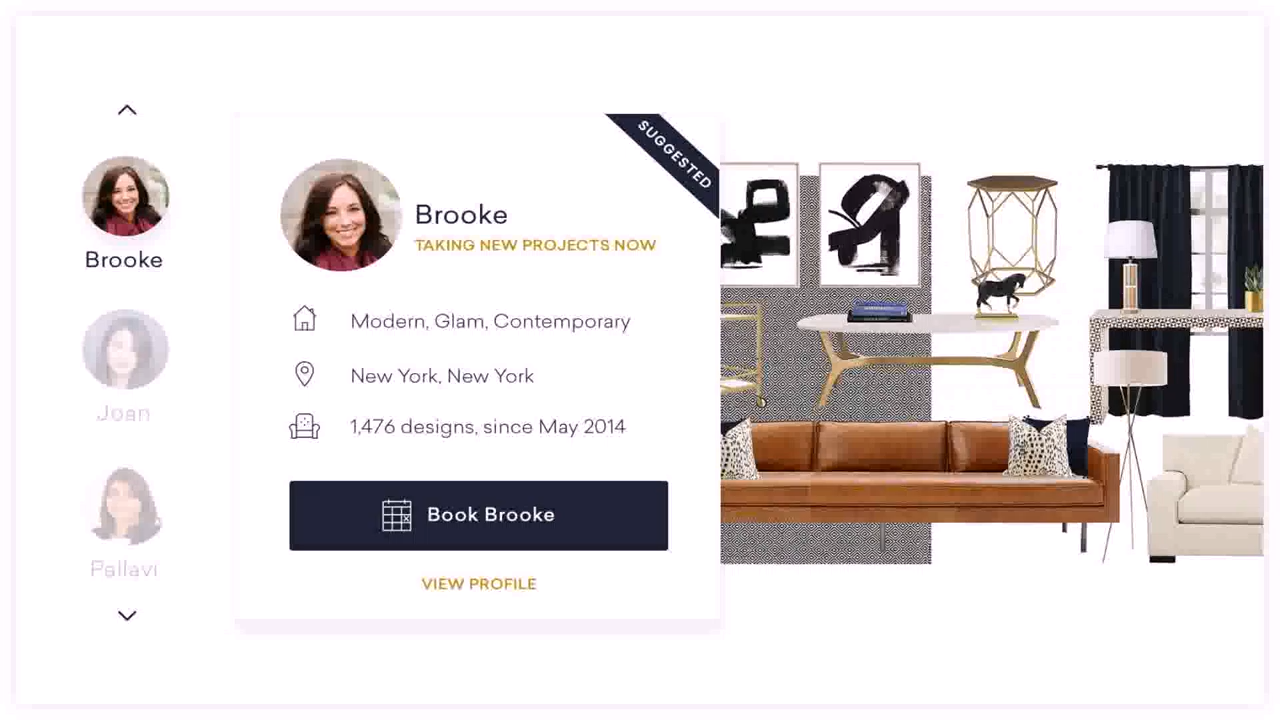 Brooke
Joan
Pallavi
SUGGESTED
Brooke
TAKING NEW PROJECTS NOW
Modern, Glam, Contemporary
New York, New York
1,476 designs, since May 2014
Book Brooke
VIEW PROFILE